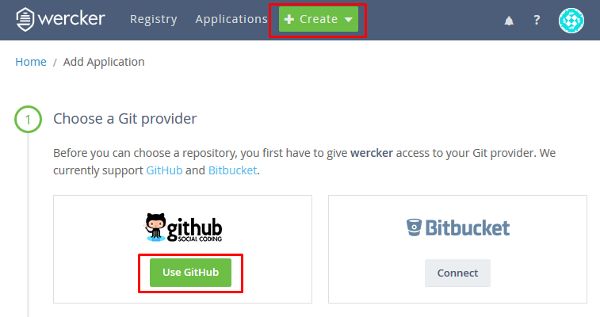 wercker Registry Applications + Create ?
Home / Add Application
1 Choose a Git provider
Before you can choose a repository, you first have to give wercker access to your Git provider. We
currently support GitHub and Bitbucket.
github
SOCIAL CODING
Use GitHub
Bitbucket
Connect